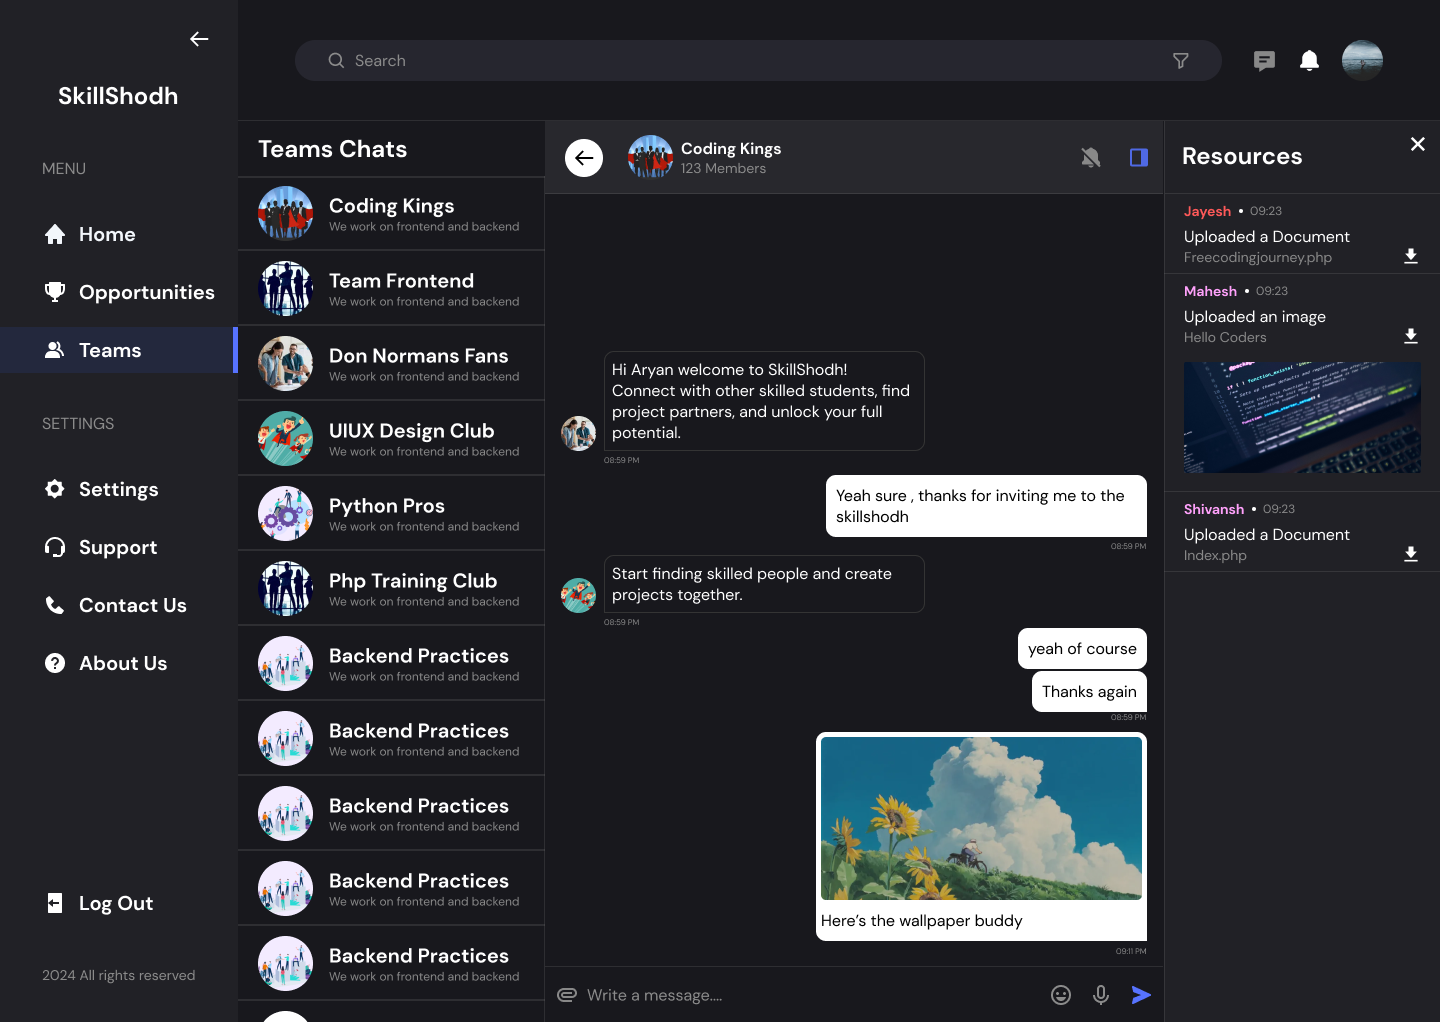 SkillShodh
MENU
Home
Opportunities
Teams
SETTINGS
Settings
Support
Contact Us
About Us
Log Out
2024 All rights reserved
Search
Teams Chats
Coding Kings
We work on frontend and backend
Team Frontend
We work on frontend and backend
Don Normans Fans
We work on frontend and backend
UIUX Design Club
We work on frontend and backend
Python Pros
We work on frontend and backend
Php Training Club
We work on frontend and backend
Backend Practices
We work on frontend and backend
Backend Practices
We work on frontend and backend
Backend Practices
We work on frontend and backend
Backend Practices
We work on frontend and backend
Backend Practices
We work on frontend and backend
Coding Kings
123 Members
Hi Aryan welcome to SkillShodh!
Connect with other skilled students, find
project partners, and unlock your full
potential.
08:59 PM
Yeah sure , thanks for inviting me to the
skillshodh
08:59 PM
Start finding skilled people and create
projects together.
08:59 PM
yeah of course
Thanks again
08:59 PM
Here's the wallpaper buddy
09:11 PM
Write a message....
Resources
Jayesh • 09:23
Uploaded a Document
Freecodingjourney.php
Mahesh • 09:23
Uploaded an image
Hello Coders
Shivansh • 09:23
Uploaded a Document
Index.php